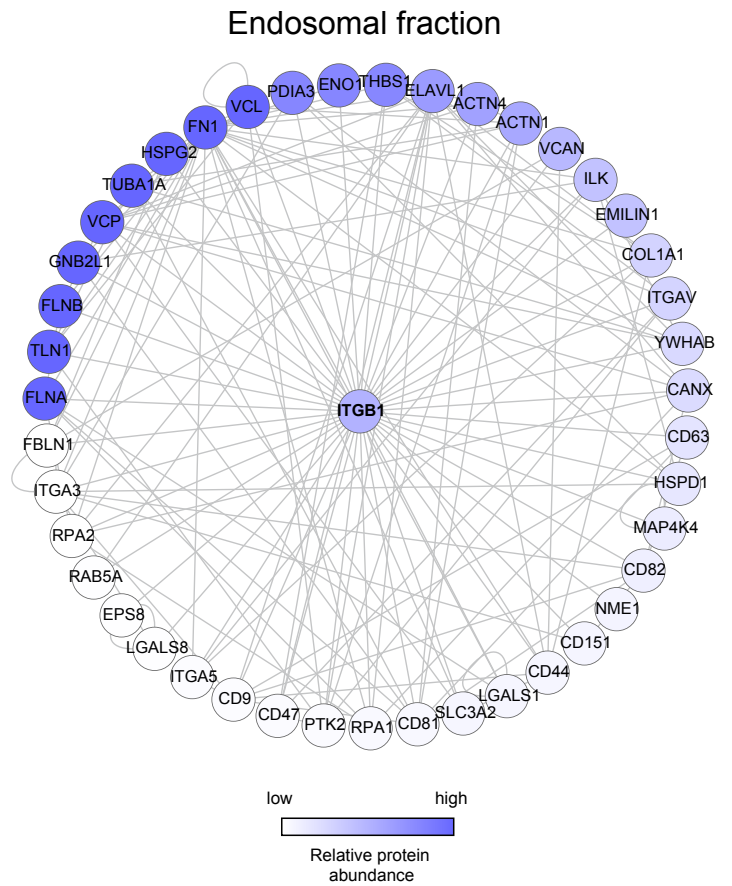 Endosomal fraction
THBS1
ELAVL1
ENO1
PDIA3
ACTN4
VCL
ACTN1
FN1
VCAN
HSPG2
ILK
TUBA1A
EMILIN1
VCP
COL1A1
GNB2L1
ITGAV
FLNB
YWHAB
TLN1
CANX
FLNA
ITGB1
CD63
FBLN1
HSPD1
ITGA3
MAP4K4
RPA2
CD82
RAB5A
NME1
EPS8
CD151
LGALS8
CD44
ITGA5
LGALS1
CD9
SLC3A2
CD47
CD81
PTK2
RPA1
low high
Relative protein
abundance